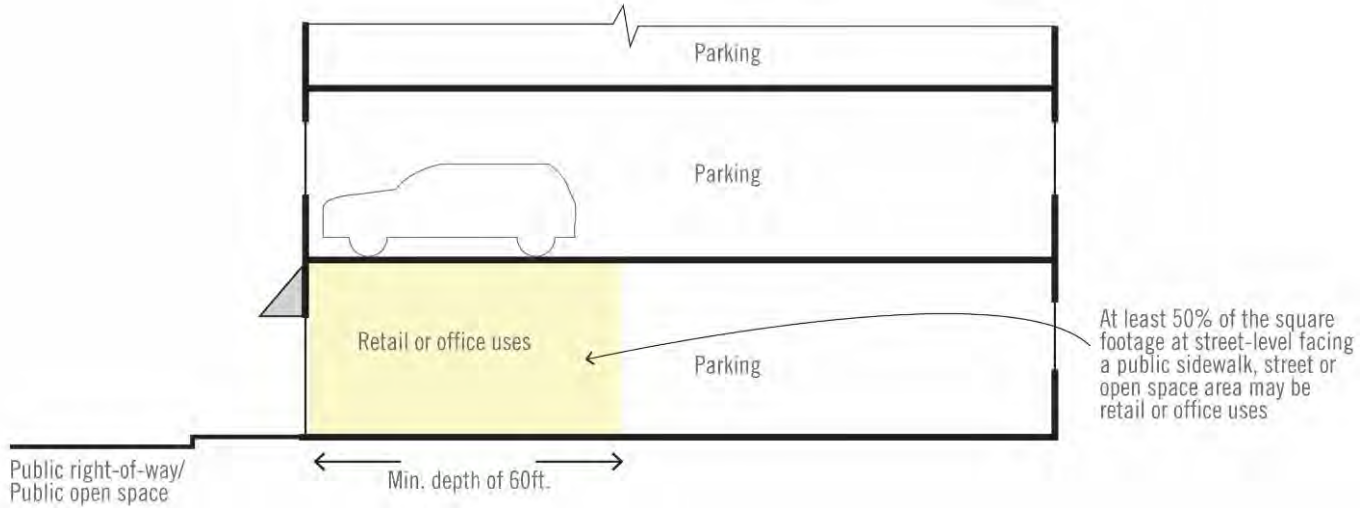 Parking
Parking
Retail or office uses
Parking
At least 50% of the square
footage at street-level facing
a public sidewalk, street or
open space area may be
retail or office uses
Public right-of-way/
Public open space
Min. depth of 60ft.